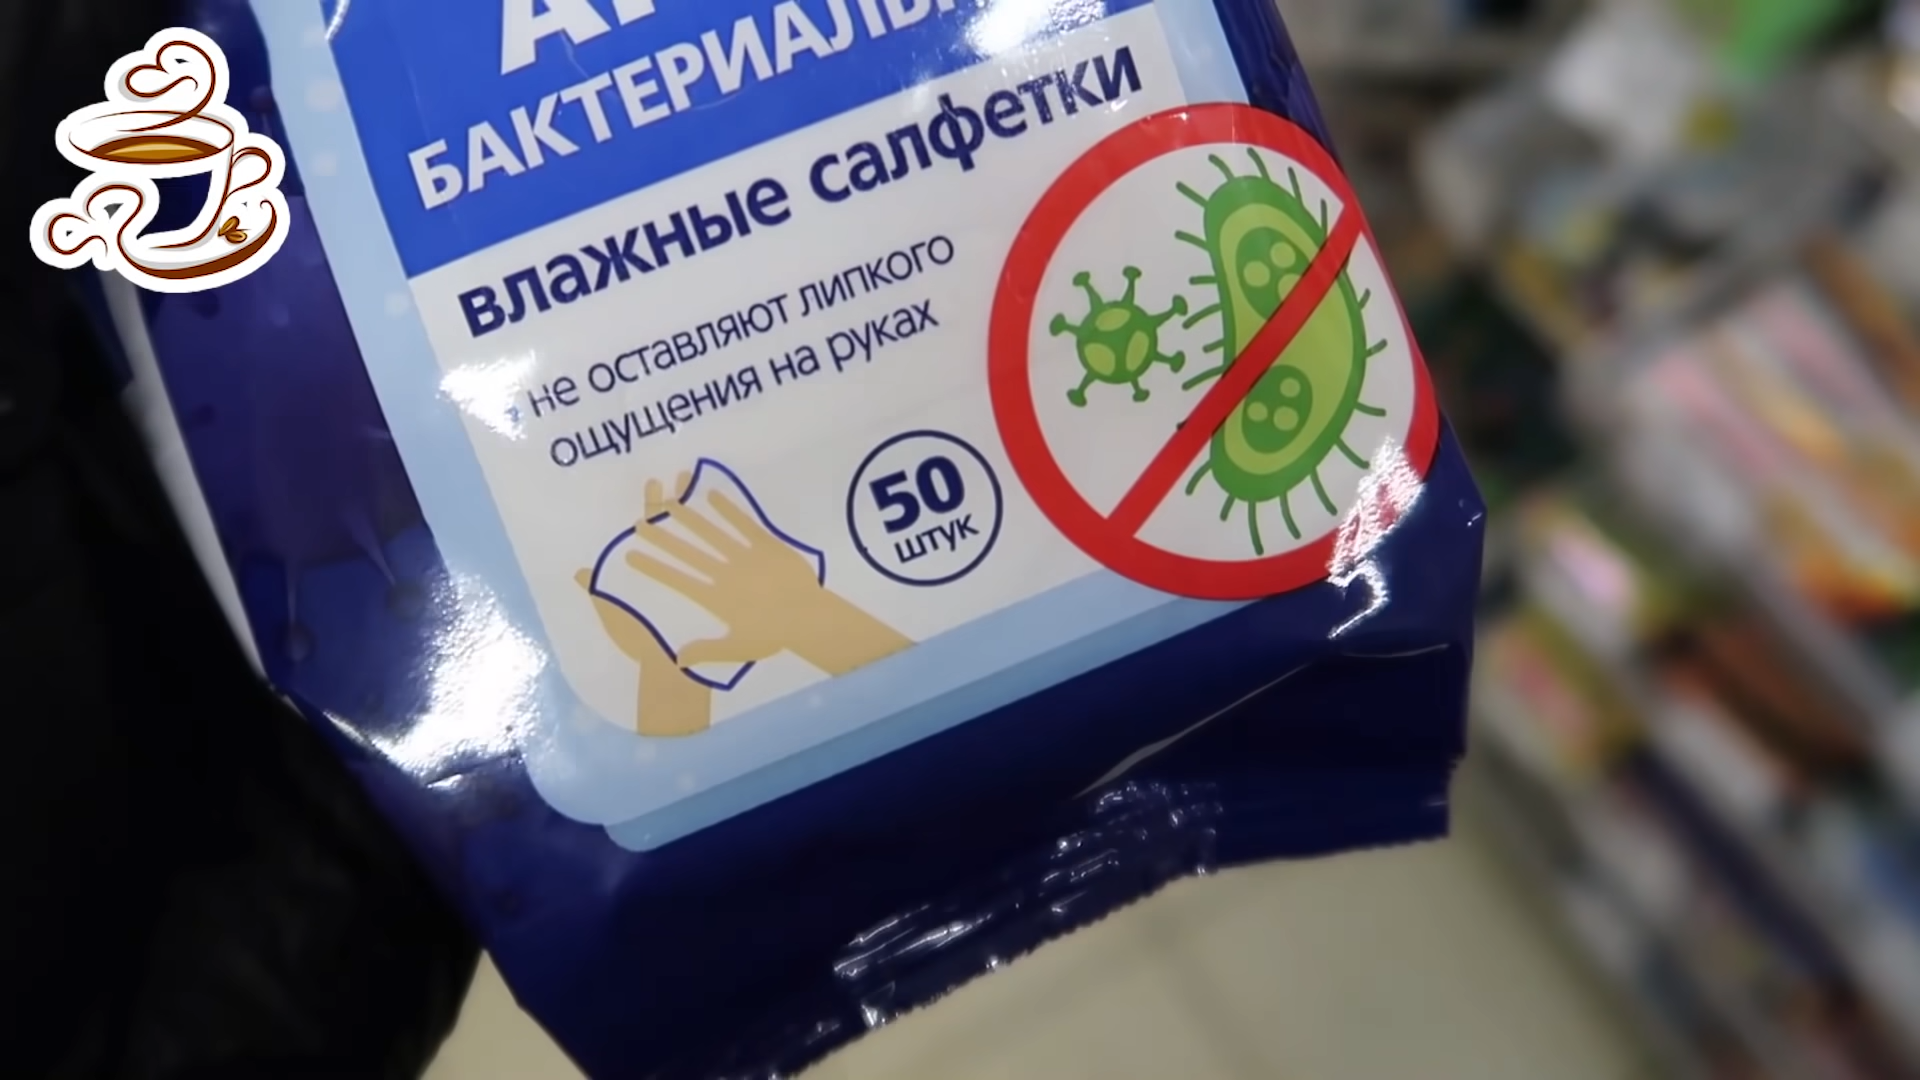 БАКТЕРИАЛЬ
влажные салфетки
не оставляют липкого
ощущения на руках
50
штук